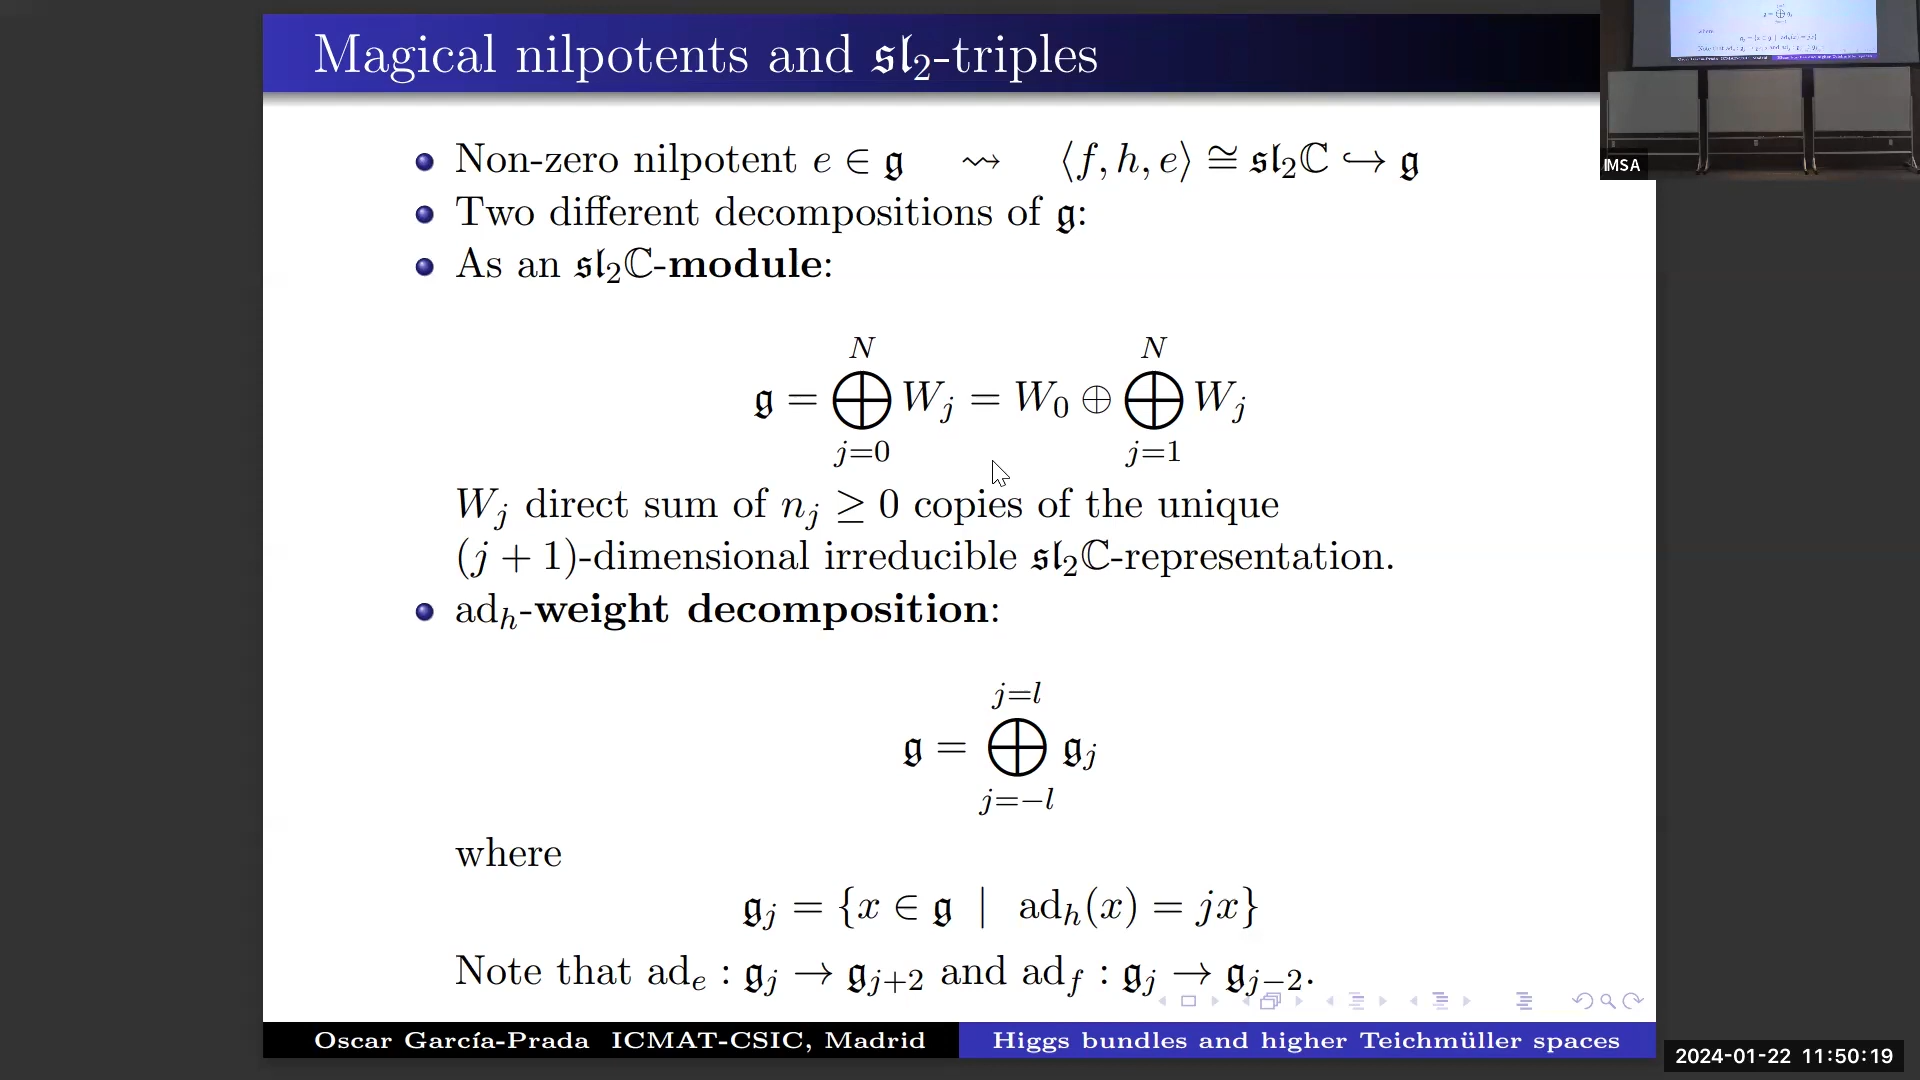 Magical nilpotents and 𝔰𝔩₂-triples
Non-zero nilpotent e ∈ 𝔤 ⇝ ⟨f, h, e⟩ ≅ 𝔰𝔩₂ℂ ↪ 𝔤
Two different decompositions of 𝔤:
As an 𝔰𝔩₂ℂ-module:
𝔤 = ⊕_{j=0}^{N} W_j = W_0 ⊕ ⊕_{j=1}^{N} W_j
W_j direct sum of n_j ≥ 0 copies of the unique
(j + 1)-dimensional irreducible 𝔰𝔩₂ℂ-representation.
ad_h-weight decomposition:
𝔤 = ⊕_{j=-l}^{j=l} 𝔤_j
where
𝔤_j = {x ∈ 𝔤 | ad_h(x) = jx}
Note that ad_e : 𝔤_j → 𝔤_{j+2} and ad_f : 𝔤_j → 𝔤_{j−2}.
Oscar García-Prada ICMAT-CSIC, Madrid
Higgs bundles and higher Teichmüller spaces
IMSA
2024-01-22 11:50:19